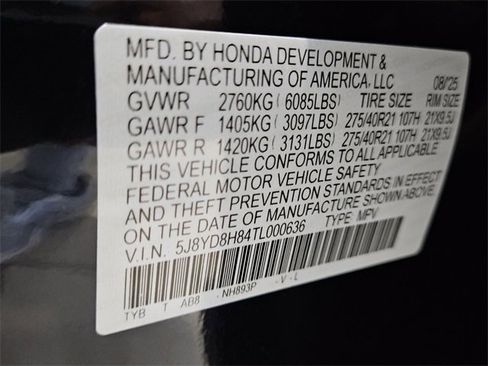 MFD. BY HONDA DEVELOPMENT &
MANUFACTURING OF AMERICA, LLC 08/25
GVWR 2760KG (6085LBS) TIRE SIZE RIM SIZE
GAWR F 1405KG (3097LBS) 275/40R21 107H 21X9.5J
GAWR R 1420KG (3131LBS) 275/40R21 107H 21X9.5J
THIS VEHICLE CONFORMS TO ALL APPLICABLE
FEDERAL MOTOR VEHICLE SAFETY
AND THEFT PREVENTION STANDARDS IN EFFECT
ON THE DATE OF MANUFACTURE SHOWN ABOVE.
V.I.N. 5J8YD8H84TL000636 TYPE: MPV
TYB T AB8 NH893P - V - L